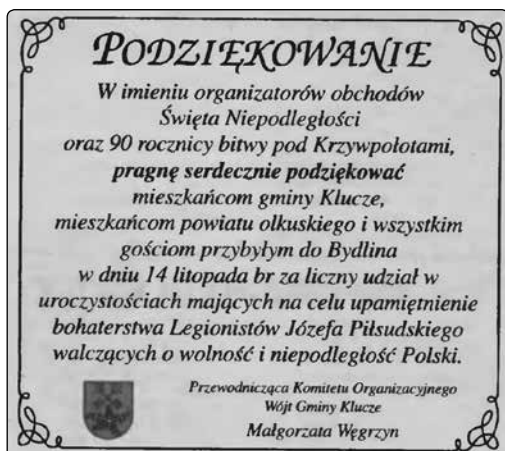 PODZIĘKOWANIE
W imieniu organizatorów obchodów
Święta Niepodległości
oraz 90 rocznicy bitwy pod Krzywpołotami,
pragnę serdecznie podziękować
mieszkańcom gminy Klucze,
mieszkańcom powiatu olkuskiego i wszystkim
gościom przybyłym do Bydlina
w dniu 14 litopada br za liczny udział w
uroczystościach mających na celu upamiętnienie
bohaterstwa Legionistów Józefa Piłsudskiego
walczących o wolność i niepodległość Polski.
Przewodnicząca Komitetu Organizacyjnego
Wójt Gminy Klucze
Małgorzata Węgrzyn